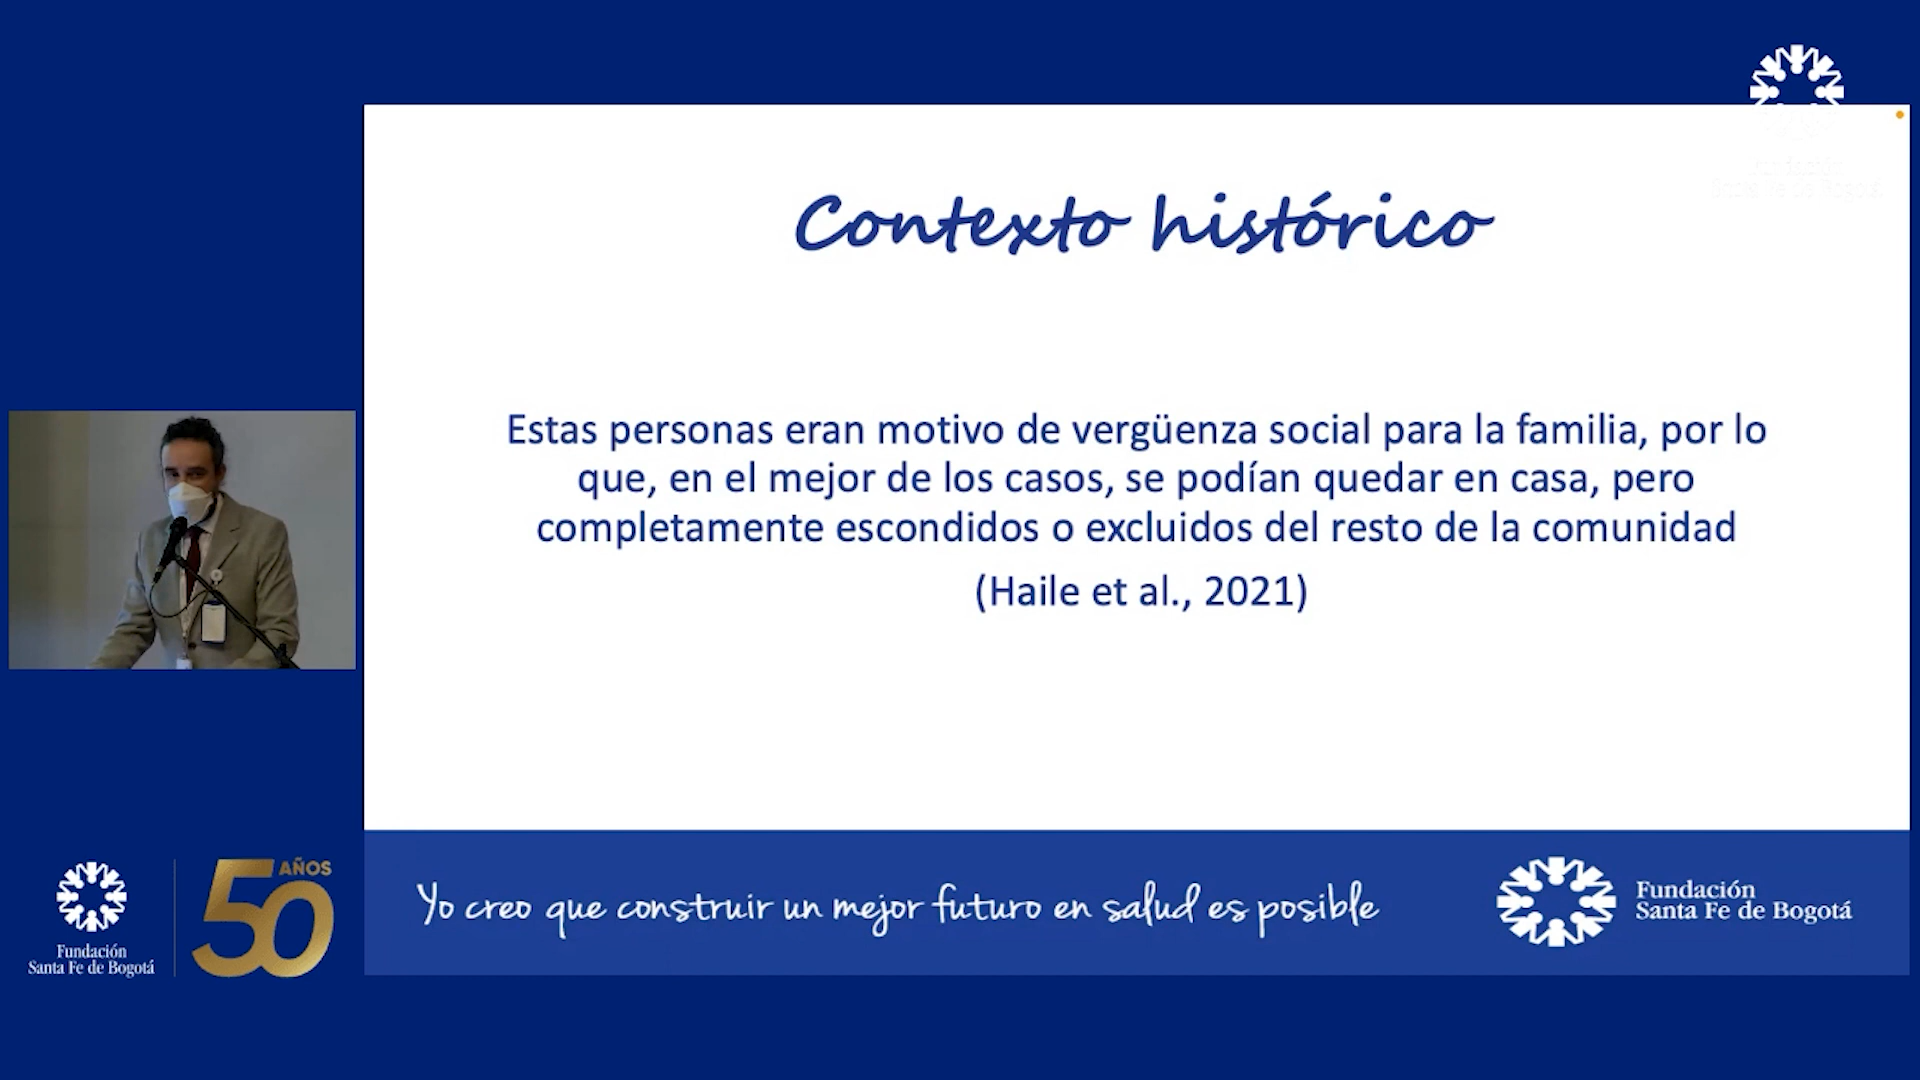 Contexto histórico
Estas personas eran motivo de vergüenza social para la familia, por lo
que, en el mejor de los casos, se podían quedar en casa, pero
completamente escondidos o excluidos del resto de la comunidad
(Haile et al., 2021)
Yo creo que construir un mejor futuro en salud es posible
Fundación
Santa Fe de Bogotá
Fundación
Santa Fe de Bogotá
50 AÑOS